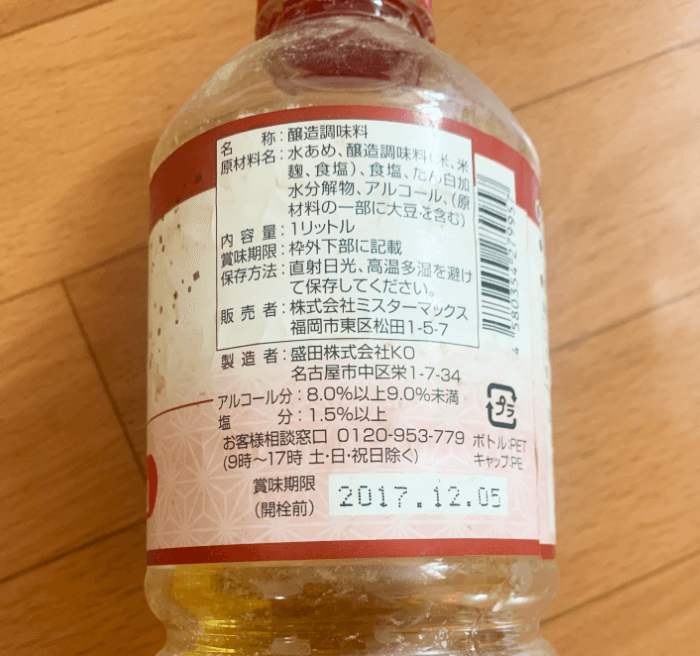 名称:醸造調味料
原材料名:水あめ、醸造調味料(米、米
麹、食塩)、食塩、たん白加
水分解物、アルコール、(原
材料の一部に大豆を含む)
内容量:1リットル
賞味期限:枠外下部に記載
保存方法:直射日光、高温多湿を避け
て保存してください。
販売者:株式会社ミスターマックス
福岡市東区松田1-5-7
製造者:盛田株式会社KO
名古屋市中区栄1-7-34
アルコール分:8.0%以上9.0%未満
塩分:1.5%以上
お客様相談窓口 0120-953-779
(9時~17時 土・日・祝日除く)
賞味期限
(開栓前)
2017.12.05
プラ
ボトル:PET
キャップ:PE